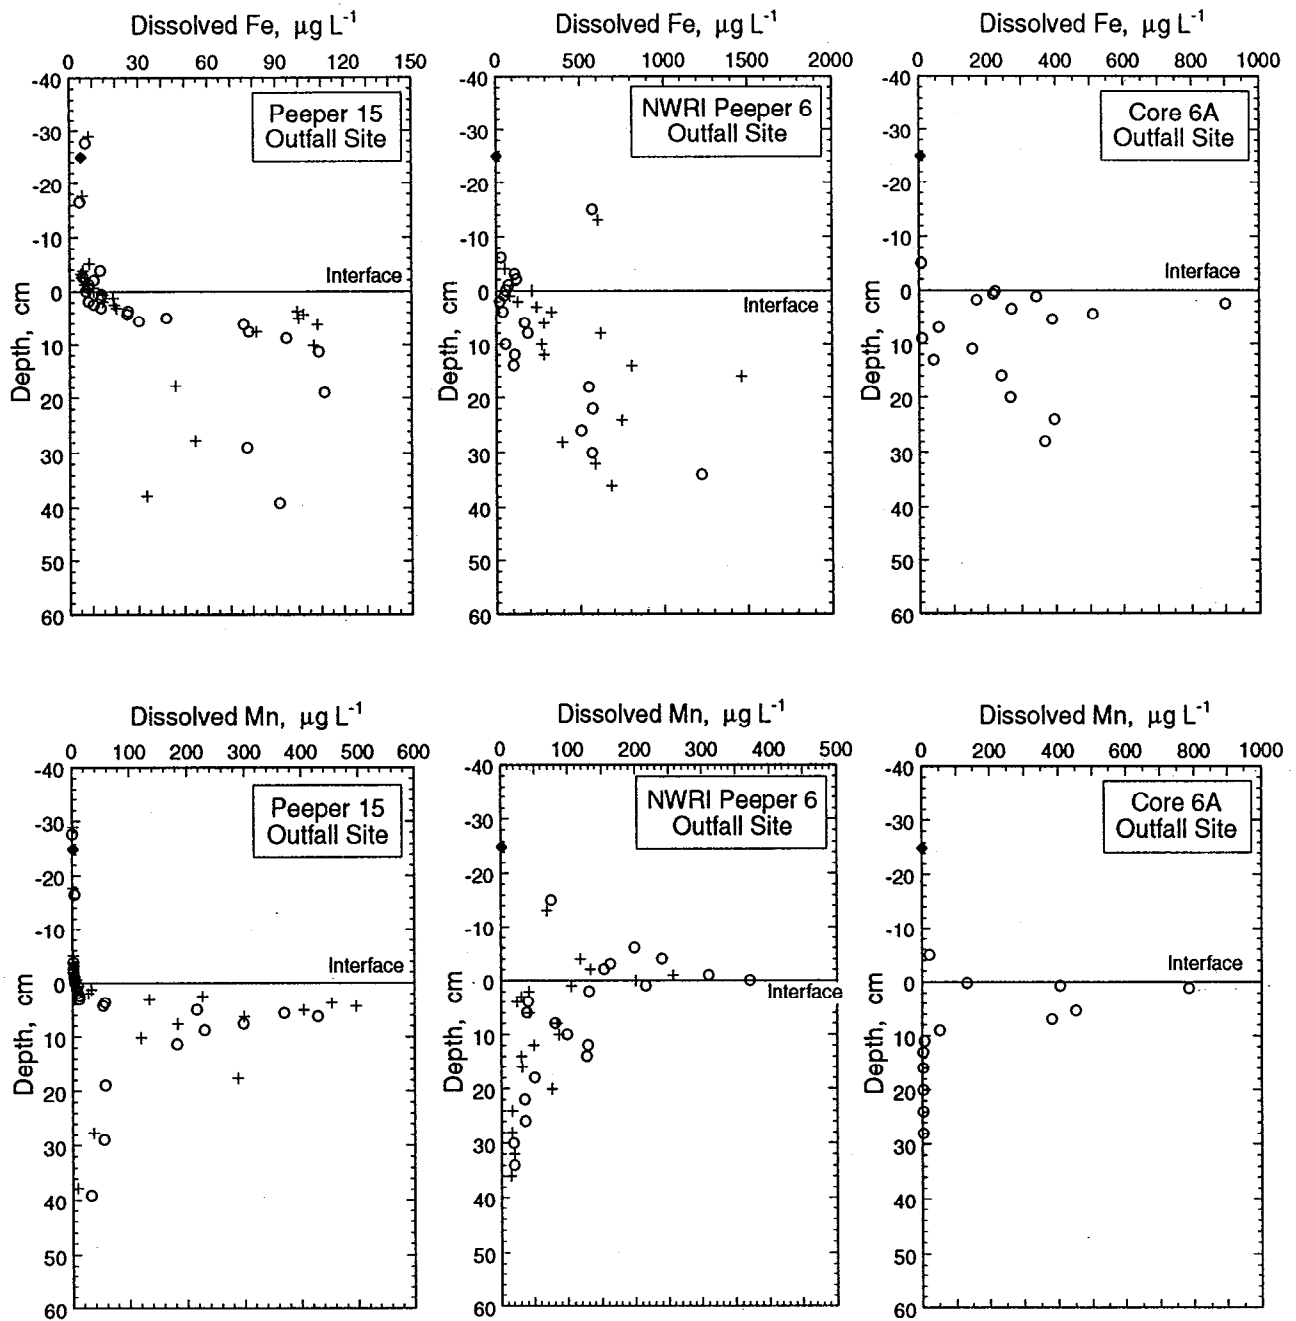 Dissolved Fe, µg L-1
Dissolved Fe, µg L-1
Dissolved Fe, µg L-1
0 30 60 90 120 150
0 500 1000 1500 2000
0 200 400 600 800 1000
-40
-30
-20
-10
0
10
20
30
40
50
60
Depth, cm
Peeper 15
Outfall Site
Interface
-40
-30
-20
-10
0
10
20
30
40
50
60
Depth, cm
NWRI Peeper 6
Outfall Site
Interface
-40
-30
-20
-10
0
10
20
30
40
50
60
Depth, cm
Core 6A
Outfall Site
Interface
Dissolved Mn, µg L-1
Dissolved Mn, µg L-1
Dissolved Mn, µg L-1
0 100 200 300 400 500 600
0 100 200 300 400 500
0 200 400 600 800 1000
-40
-30
-20
-10
0
10
20
30
40
50
60
Depth, cm
Peeper 15
Outfall Site
Interface
-40
-30
-20
-10
0
10
20
30
40
50
60
Depth, cm
NWRI Peeper 6
Outfall Site
Interface
-40
-30
-20
-10
0
10
20
30
40
50
60
Depth, cm
Core 6A
Outfall Site
Interface